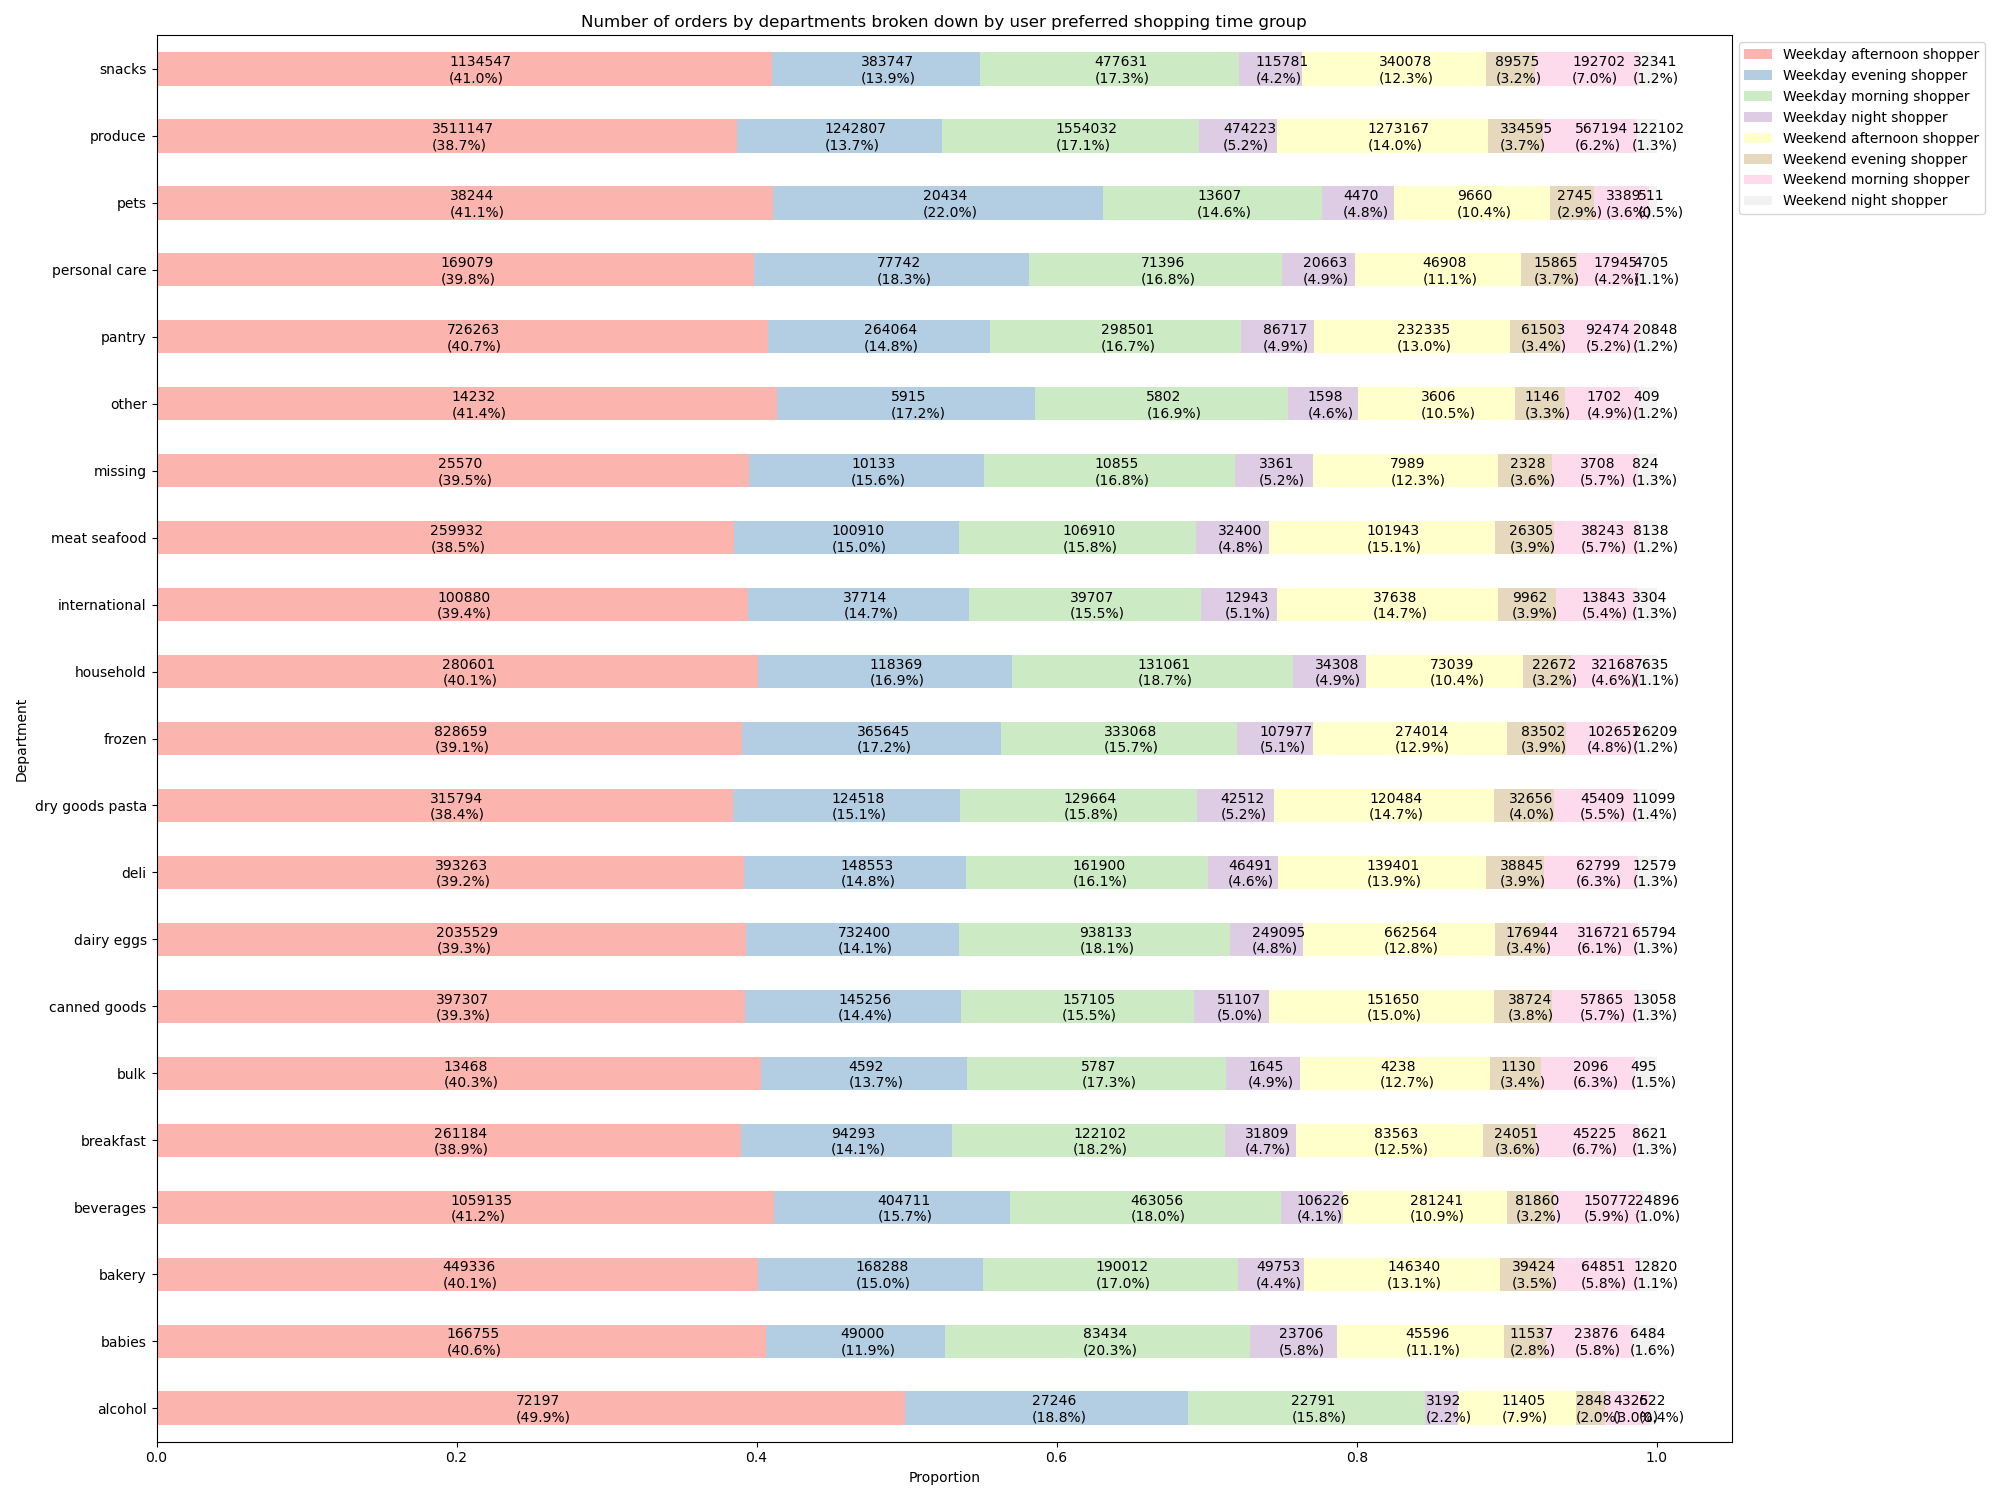 Number of orders by departments broken down by user preferred shopping time group
Weekday afternoon shopper
Weekday evening shopper
Weekday morning shopper
Weekday night shopper
Weekend afternoon shopper
Weekend evening shopper
Weekend morning shopper
Weekend night shopper
snacks 1134547 383747 477631 115781 340078 89575 192702 32341
(41.0%) (13.9%) (17.3%) (4.2%) (12.3%) (3.2%) (7.0%) (1.2%)
produce 3511147 1242807 1554032 474223 1273167 334595 567194 122102
(38.7%) (13.7%) (17.1%) (5.2%) (14.0%) (3.7%) (6.2%) (1.3%)
pets 38244 20434 13607 4470 9660 2745 3389 511
(41.1%) (22.0%) (14.6%) (4.8%) (10.4%) (2.9%) (3.6%) (0.5%)
personal care 169079 77742 71396 20663 46908 15865 17945 4705
(39.8%) (18.3%) (16.8%) (4.9%) (11.1%) (3.7%) (4.2%) (1.1%)
pantry 726263 264064 298501 86717 232335 61503 92474 20848
(40.7%) (14.8%) (16.7%) (4.9%) (13.0%) (3.4%) (5.2%) (1.2%)
other 14232 5915 5802 1598 3606 1146 1702 409
(41.4%) (17.2%) (16.9%) (4.6%) (10.5%) (3.3%) (4.9%) (1.2%)
missing 25570 10133 10855 3361 7989 2328 3708 824
(39.5%) (15.6%) (16.8%) (5.2%) (12.3%) (3.6%) (5.7%) (1.3%)
meat seafood 259932 100910 106910 32400 101943 26305 38243 8138
(38.5%) (15.0%) (15.8%) (4.8%) (15.1%) (3.9%) (5.7%) (1.2%)
international 100880 37714 39707 12943 37638 9962 13843 3304
(39.4%) (14.7%) (15.5%) (5.1%) (14.7%) (3.9%) (5.4%) (1.3%)
household 280601 118369 131061 34308 73039 22672 32168 7635
(40.1%) (16.9%) (18.7%) (4.9%) (10.4%) (3.2%) (4.6%) (1.1%)
frozen 828659 365645 333068 107977 274014 83502 102651 26209
(39.1%) (17.2%) (15.7%) (5.1%) (12.9%) (3.9%) (4.8%) (1.2%)
dry goods pasta 315794 124518 129664 42512 120484 32656 45409 11099
(38.4%) (15.1%) (15.8%) (5.2%) (14.7%) (4.0%) (5.5%) (1.4%)
deli 393263 148553 161900 46491 139401 38845 62799 12579
(39.2%) (14.8%) (16.1%) (4.6%) (13.9%) (3.9%) (6.3%) (1.3%)
dairy eggs 2035529 732400 938133 249095 662564 176944 316721 65794
(39.3%) (14.1%) (18.1%) (4.8%) (12.8%) (3.4%) (6.1%) (1.3%)
canned goods 397307 145256 157105 51107 151650 38724 57865 13058
(39.3%) (14.4%) (15.5%) (5.0%) (15.0%) (3.8%) (5.7%) (1.3%)
bulk 13468 4592 5787 1645 4238 1130 2096 495
(40.3%) (13.7%) (17.3%) (4.9%) (12.7%) (3.4%) (6.3%) (1.5%)
breakfast 261184 94293 122102 31809 83563 24051 45225 8621
(38.9%) (14.1%) (18.2%) (4.7%) (12.5%) (3.6%) (6.7%) (1.3%)
beverages 1059135 404711 463056 106226 281241 81860 150772 24896
(41.2%) (15.7%) (18.0%) (4.1%) (10.9%) (3.2%) (5.9%) (1.0%)
bakery 449336 168288 190012 49753 146340 39424 64851 12820
(40.1%) (15.0%) (17.0%) (4.4%) (13.1%) (3.5%) (5.8%) (1.1%)
babies 166755 49000 83434 23706 45596 11537 23876 6484
(40.6%) (11.9%) (20.3%) (5.8%) (11.1%) (2.8%) (5.8%) (1.6%)
alcohol 72197 27246 22791 3192 11405 2848 622
(49.9%) (18.8%) (15.8%) (2.2%) (7.9%) (2.0%) (3.0%) (0.4%)
0.0 0.2 0.4 0.6 0.8 1.0
Proportion
Department